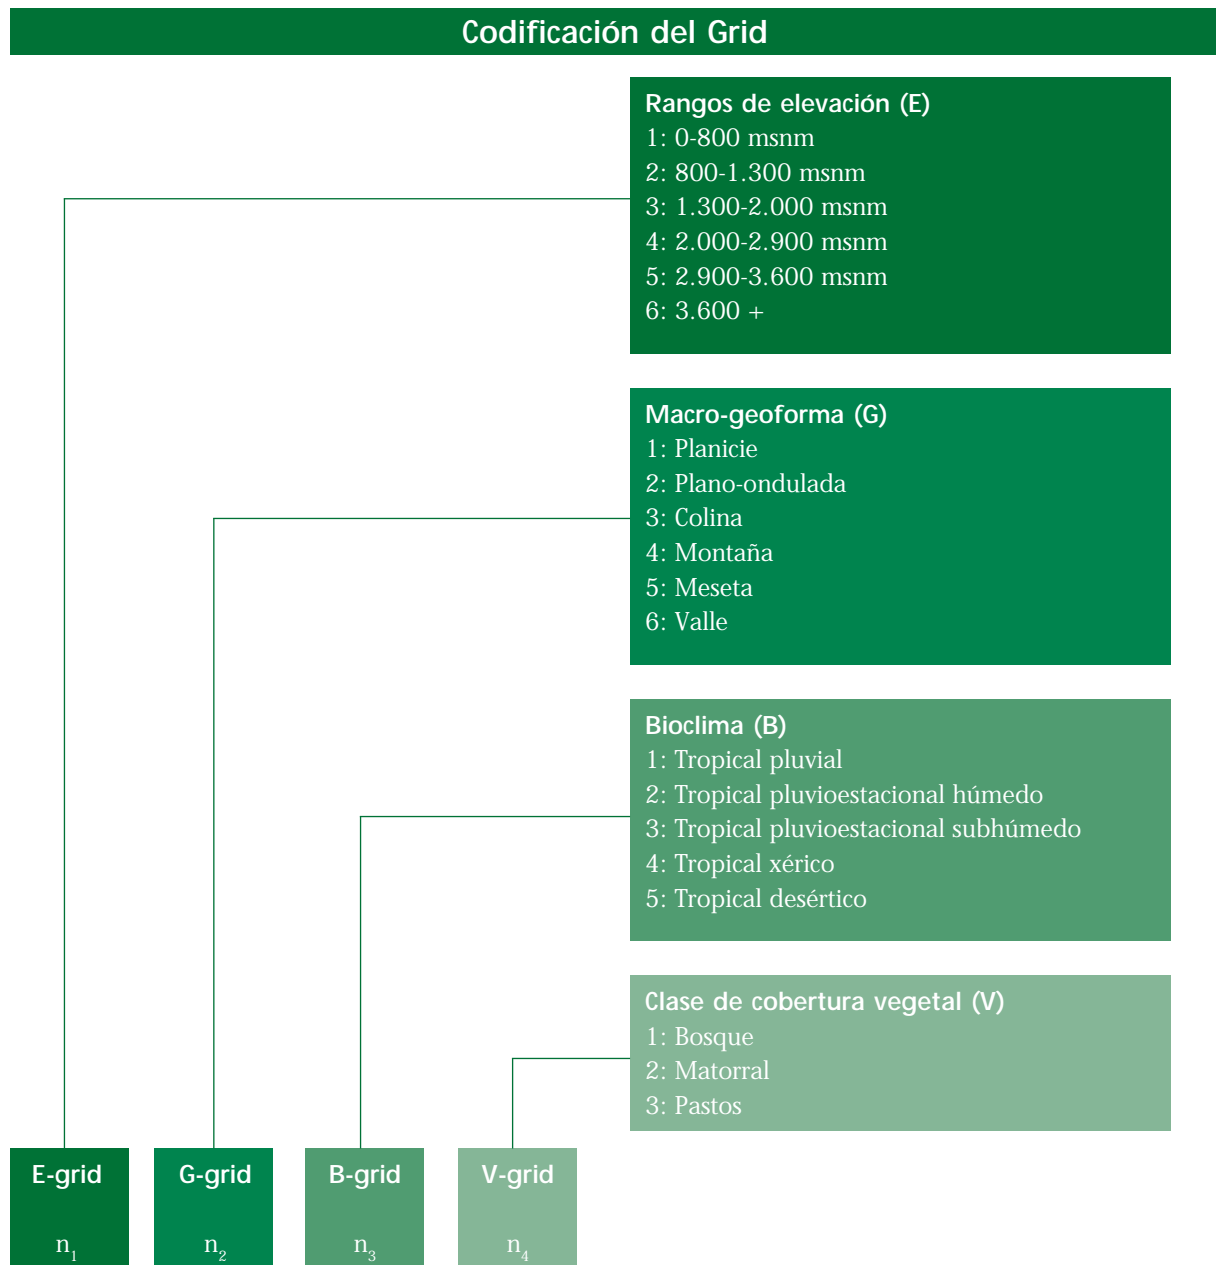 Codificación del Grid
Rangos de elevación (E)
1: 0-800 msnm
2: 800-1.300 msnm
3: 1.300-2.000 msnm
4: 2.000-2.900 msnm
5: 2.900-3.600 msnm
6: 3.600 +
Macro-geoforma (G)
1: Planicie
2: Plano-ondulada
3: Colina
4: Montaña
5: Meseta
6: Valle
Bioclima (B)
1: Tropical pluvial
2: Tropical pluvioestacional húmedo
3: Tropical pluvioestacional subhúmedo
4: Tropical xérico
5: Tropical desértico
Clase de cobertura vegetal (V)
1: Bosque
2: Matorral
3: Pastos
E-grid
n₁
G-grid
n₂
B-grid
n₃
V-grid
n₄